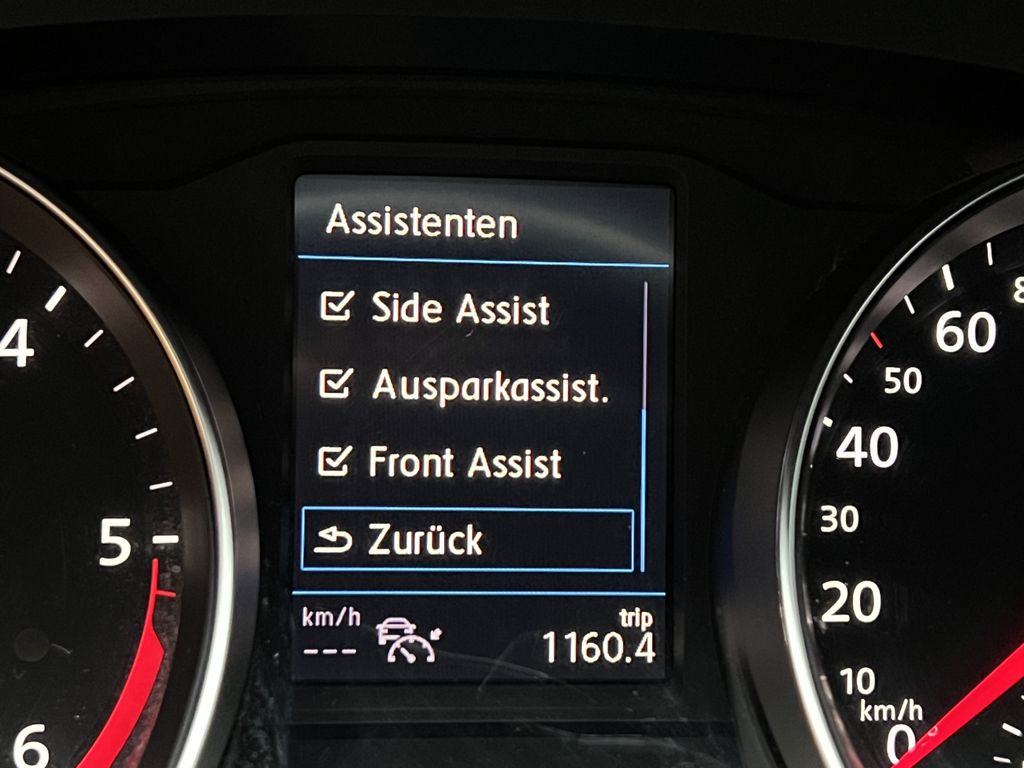 Assistenten
Side Assist
Ausparkassist.
Front Assist
Zurück
km/h
---
trip
1160.4
4
5
6
60
50
40
30
20
10
km/h
0